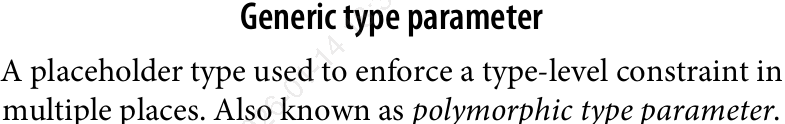 Generic type parameter
A placeholder type used to enforce a type-level constraint in
multiple places. Also known as polymorphic type parameter.